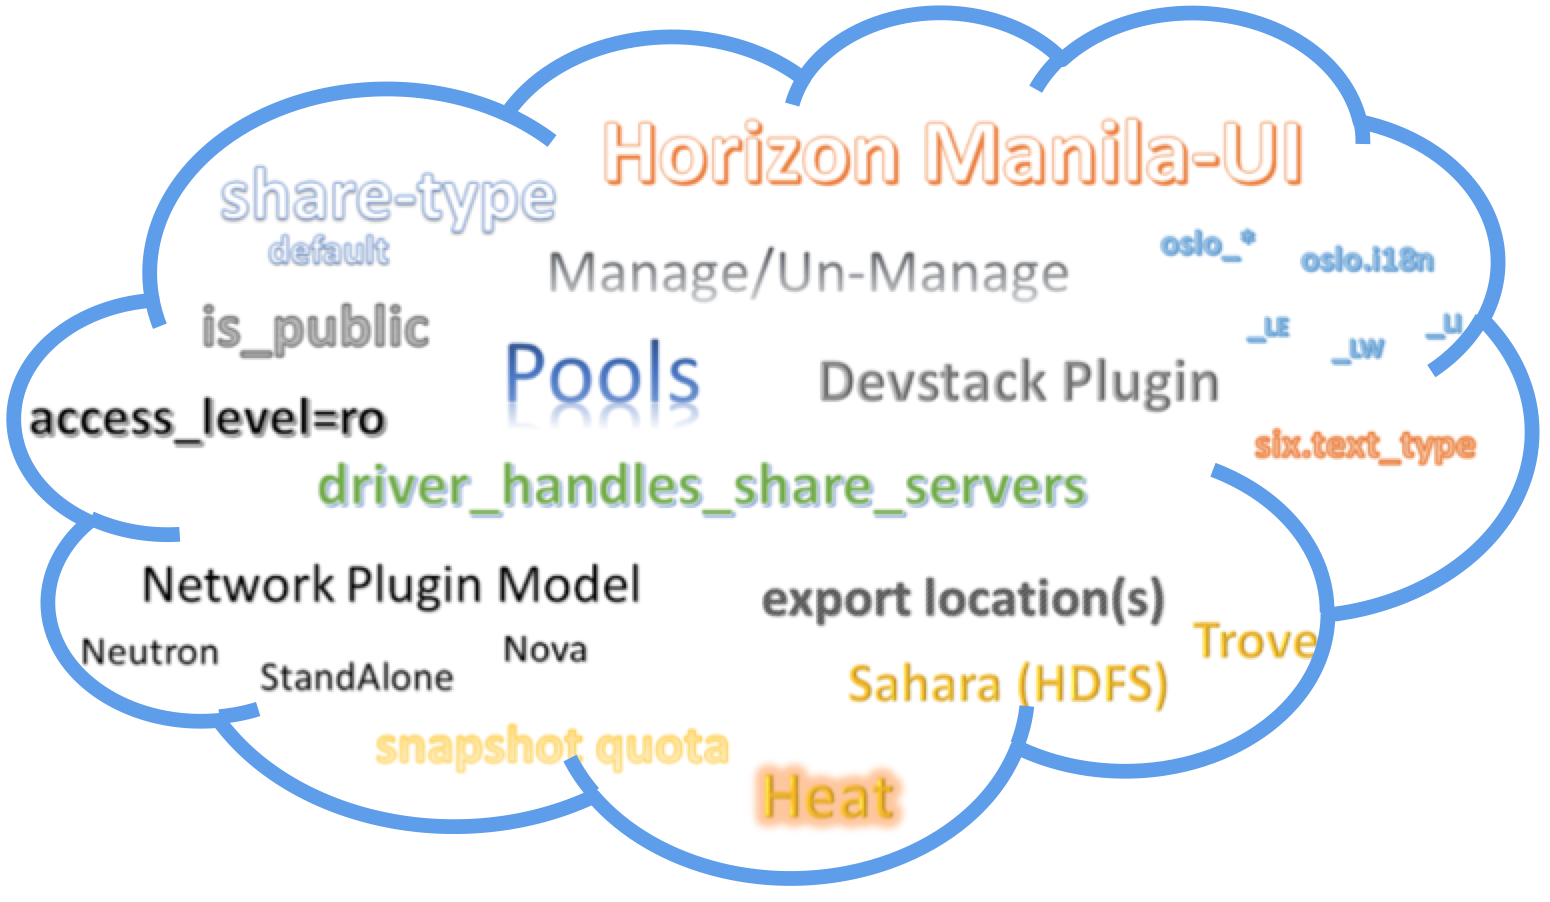 Horizon Manila-UI
share-type
default
Manage/Un-Manage
oslo_*
oslo.i18n
is_public
_LE
_LW
_LI
Pools
Devstack Plugin
access_level=ro
six.text_type
driver_handles_share_servers
Network Plugin Model
export location(s)
Neutron
StandAlone
Nova
Trove
Sahara (HDFS)
snapshot quota
Heat